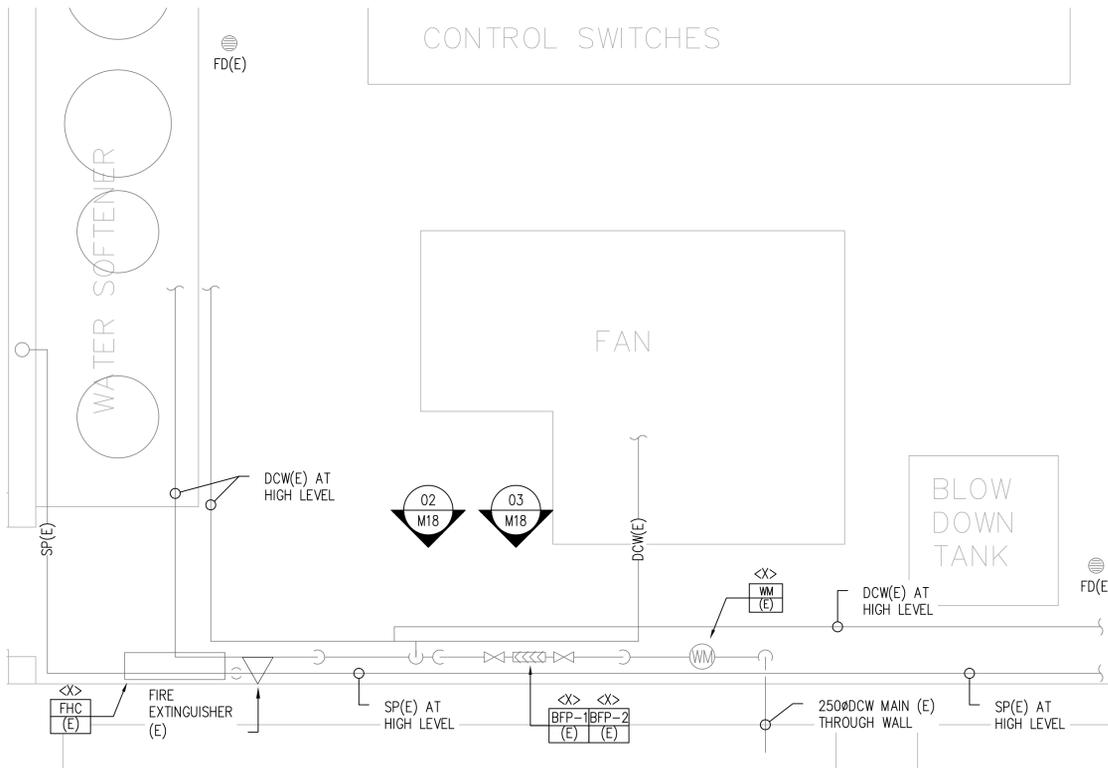 CONTROL SWITCHES
FD(E)
WATER SOFTENER
FAN
DCW(E) AT
HIGH LEVEL
02
M18
03
M18
BLOW
DOWN
TANK
SP(E)
DCW(E)
<X>
WM
(E)
DCW(E) AT
HIGH LEVEL
FD(E
WM
<X>
FHC
(E)
FIRE
EXTINGUISHER
(E)
SP(E) AT
HIGH LEVEL
<X> <X>
BFP-1 BFP-2
(E) (E)
250øDCW MAIN (E)
THROUGH WALL
SP(E) AT
HIGH LEVEL